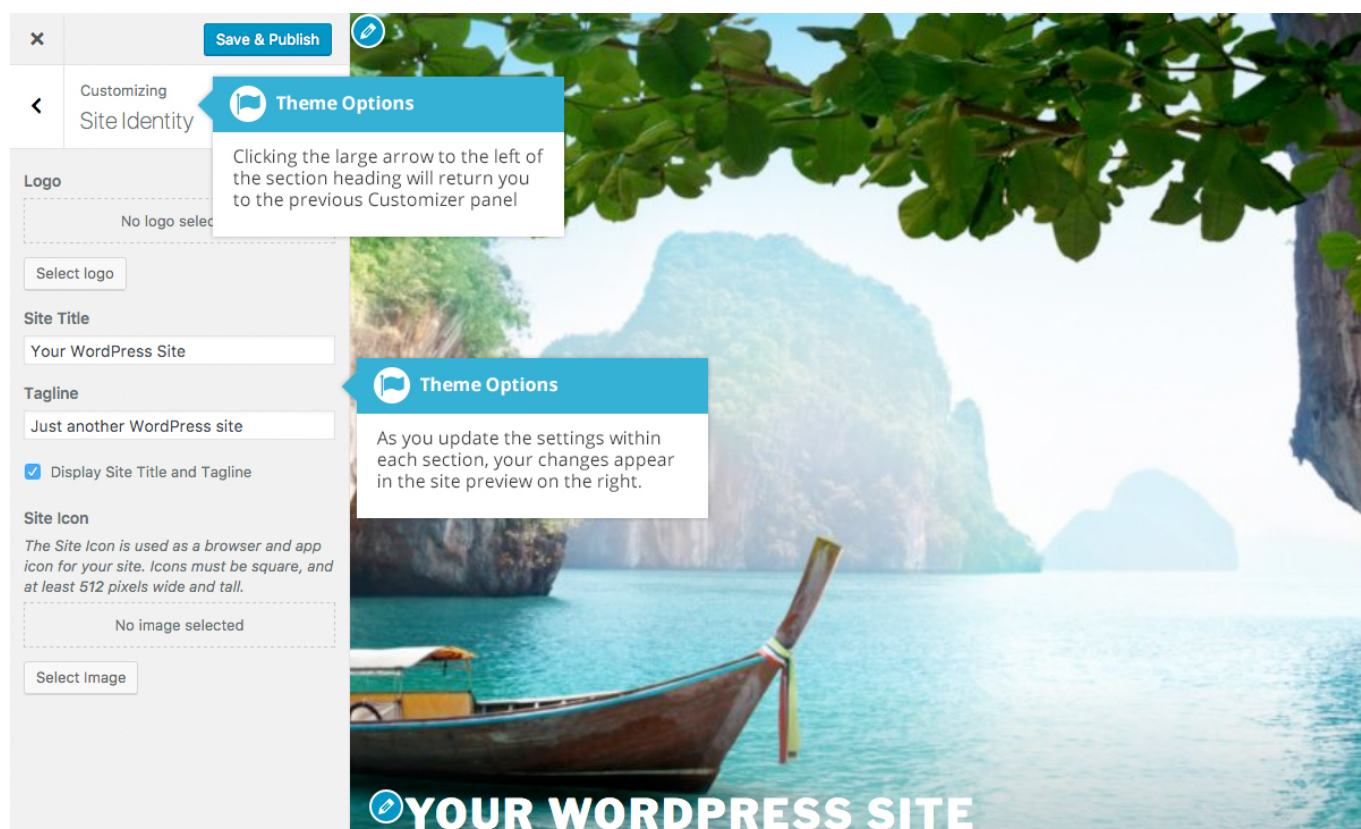 Save & Publish
Customizing
Site Identity
Theme Options
Clicking the large arrow to the left of
the section heading will return you
to the previous Customizer panel
Logo
No logo selec
Select logo
Site Title
Your WordPress Site
Tagline
Just another WordPress site
Display Site Title and Tagline
Theme Options
As you update the settings within
each section, your changes appear
in the site preview on the right.
Site Icon
The Site Icon is used as a browser and app
icon for your site. Icons must be square, and
at least 512 pixels wide and tall.
No image selected
Select Image
YOUR WORDPRESS SITE